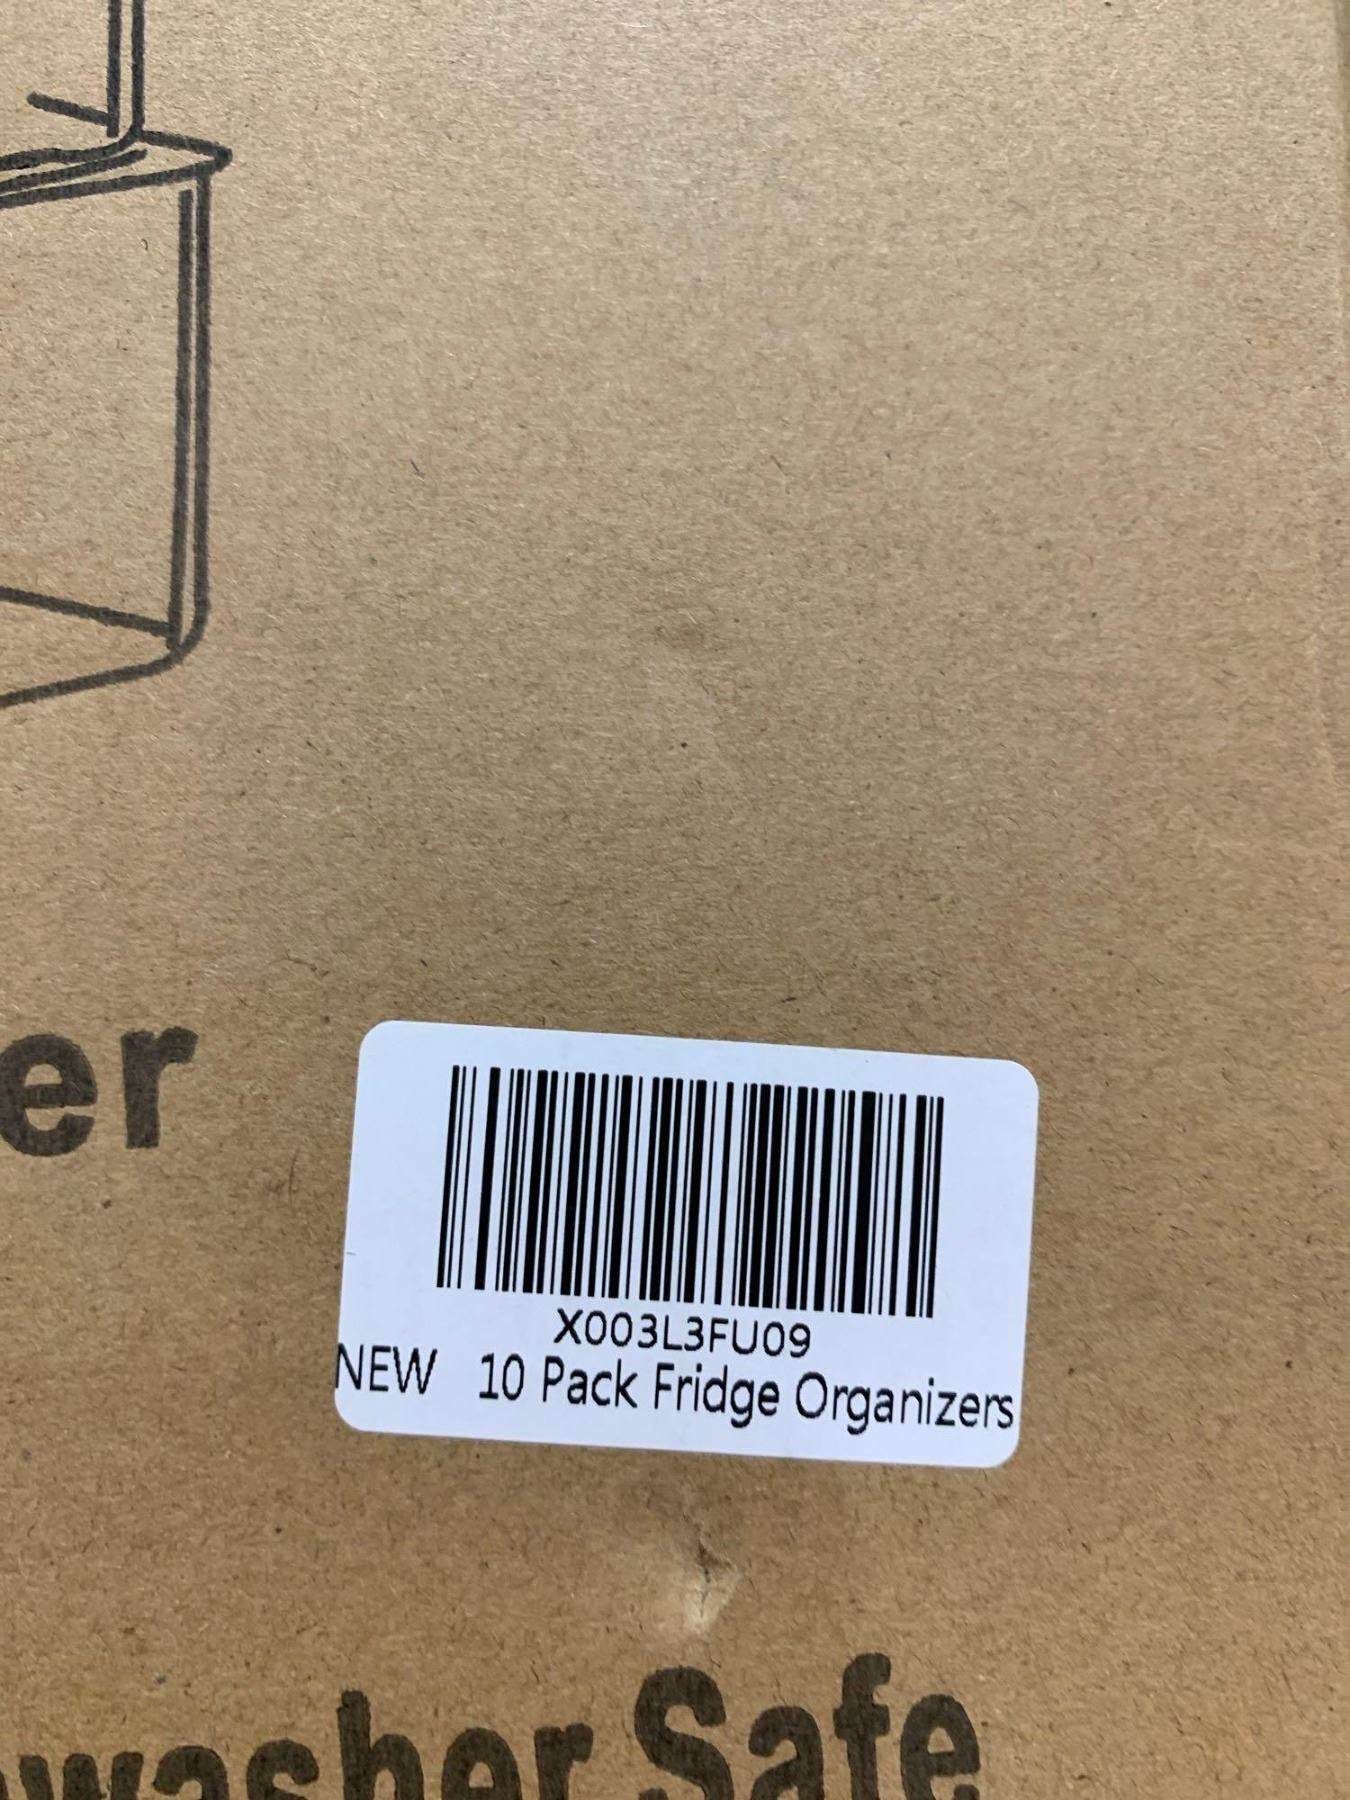 er
X003L3FU09
NEW 10 Pack Fridge Organizers
washer Safe